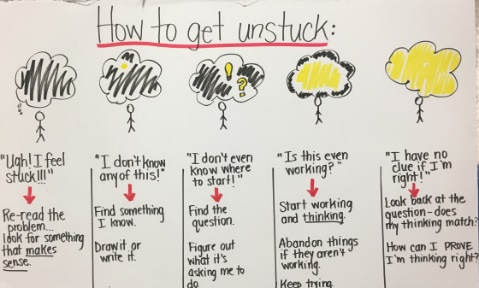 How to get unstuck:
! ?
"Ugh! I feel
stuck!!!"
Re-read the
problem...
look for something
that makes
sense.
"I don't know
any of this!"
Find something
I know.
Draw it or
write it.
"I don't even
know where
to start!"
Find the
question.
Figure out
what it's
asking me to
do.
"Is this even
working?"
Start working
and thinking.
Abandon things
if they aren't
working.
Keep trying.
"I have no
clue if I'm
right!"
Look back at the
question-does
my thinking match?
How can I PROVE
I'm thinking right?